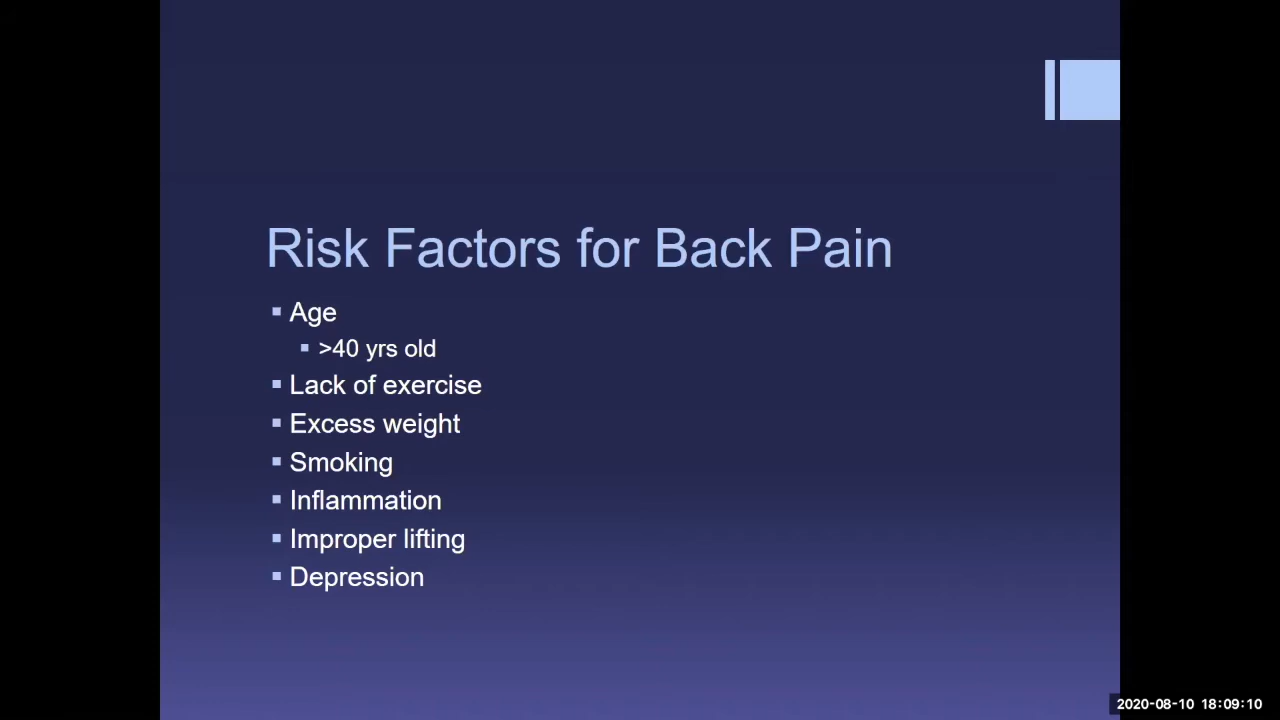 Risk Factors for Back Pain
Age
>40 yrs old
Lack of exercise
Excess weight
Smoking
Inflammation
Improper lifting
Depression
2020-08-10 18:09:10